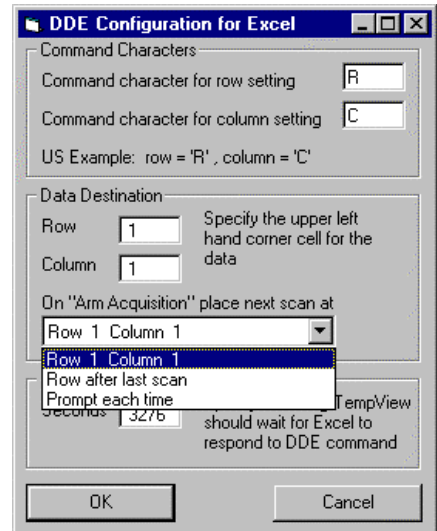 DDE Configuration for Excel
Command Characters
Command character for row setting R
Command character for column setting C
US Example: row = 'R' , column = 'C'
Data Destination
Row 1
Column 1
Specify the upper left
hand corner cell for the
data
On "Arm Acquisition" place next scan at
Row 1 Column 1
Row 1 Column 1
Row after last scan
Prompt each time
Seconds 3276
TempView
should wait for Excel to
respond to DDE command
OK
Cancel